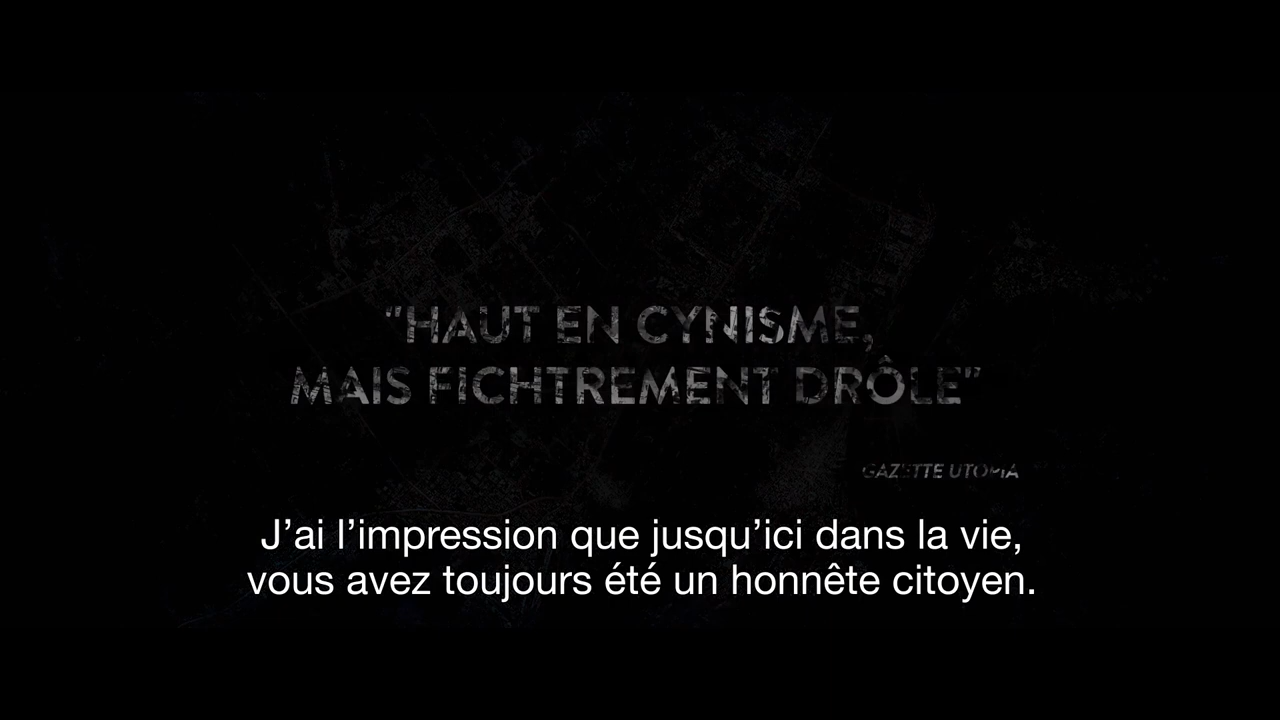 "HAUT EN CYNISME,
MAIS FICHTREMENT DRÔLE"
GAZETTE UTOPIA
J’ai l’impression que jusqu’ici dans la vie,
vous avez toujours été un honnête citoyen.